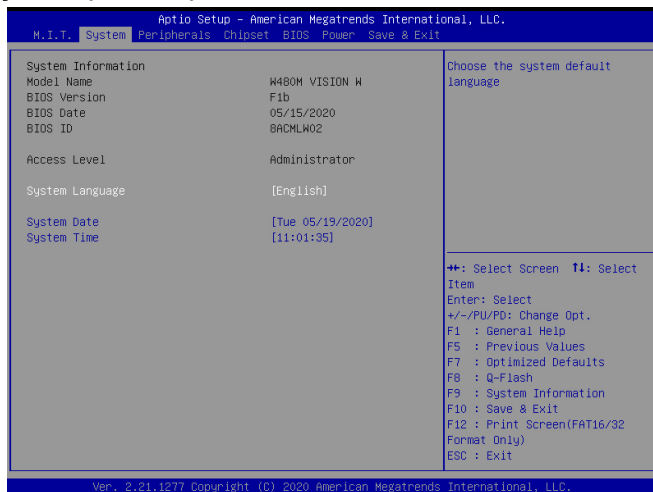 Aptio Setup – American Megatrends International, LLC.
M.I.T. System Peripherals Chipset BIOS Power Save & Exit
System Information
Model Name W480M VISION W
BIOS Version F1b
BIOS Date 05/15/2020
BIOS ID 8ACMLW02
Access Level Administrator
System Language [English]
System Date [Tue 05/19/2020]
System Time [11:01:35]
Choose the system default
language
→←: Select Screen ↑↓: Select
Item
Enter: Select
+/-/PU/PD: Change Opt.
F1 : General Help
F5 : Previous Values
F7 : Optimized Defaults
F8 : Q-Flash
F9 : System Information
F10 : Save & Exit
F12 : Print Screen(FAT16/32
Format Only)
ESC : Exit
Ver. 2.21.1277 Copyright (C) 2020 American Megatrends International, LLC.